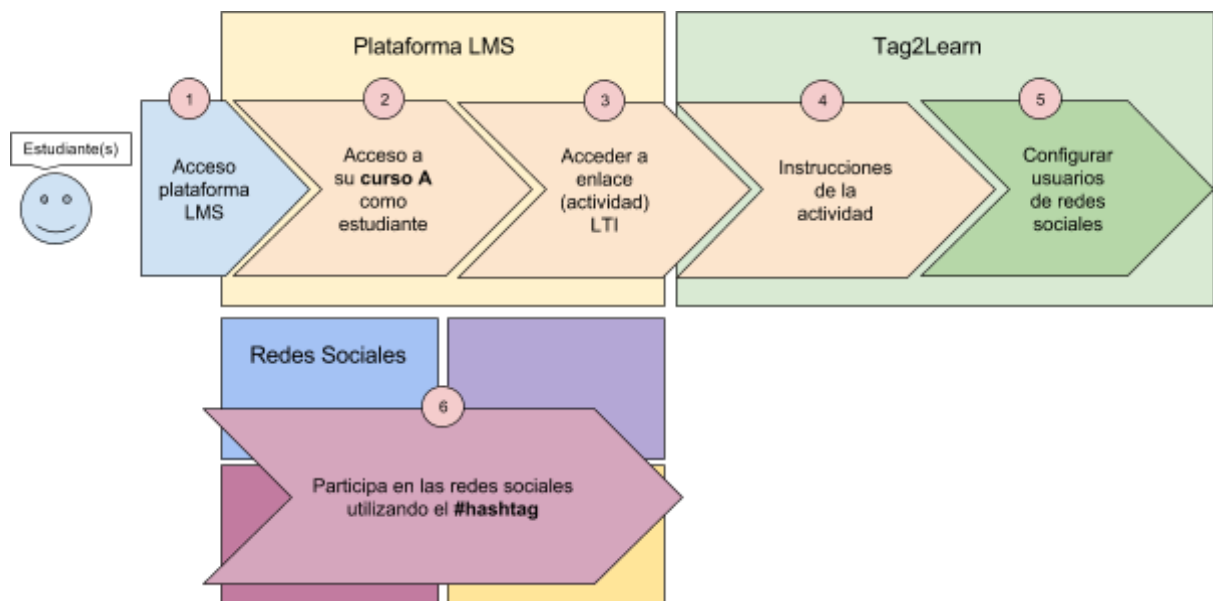 Plataforma LMS
Tag2Learn
Estudiante(s)
1
Acceso
plataforma
LMS
2
Acceso a
su curso A
como
estudiante
3
Acceder a
enlace
(actividad)
LTI
4
Instrucciones
de la
actividad
5
Configurar
usuarios
de redes
sociales
Redes Sociales
6
Participa en las redes sociales
utilizando el #hashtag